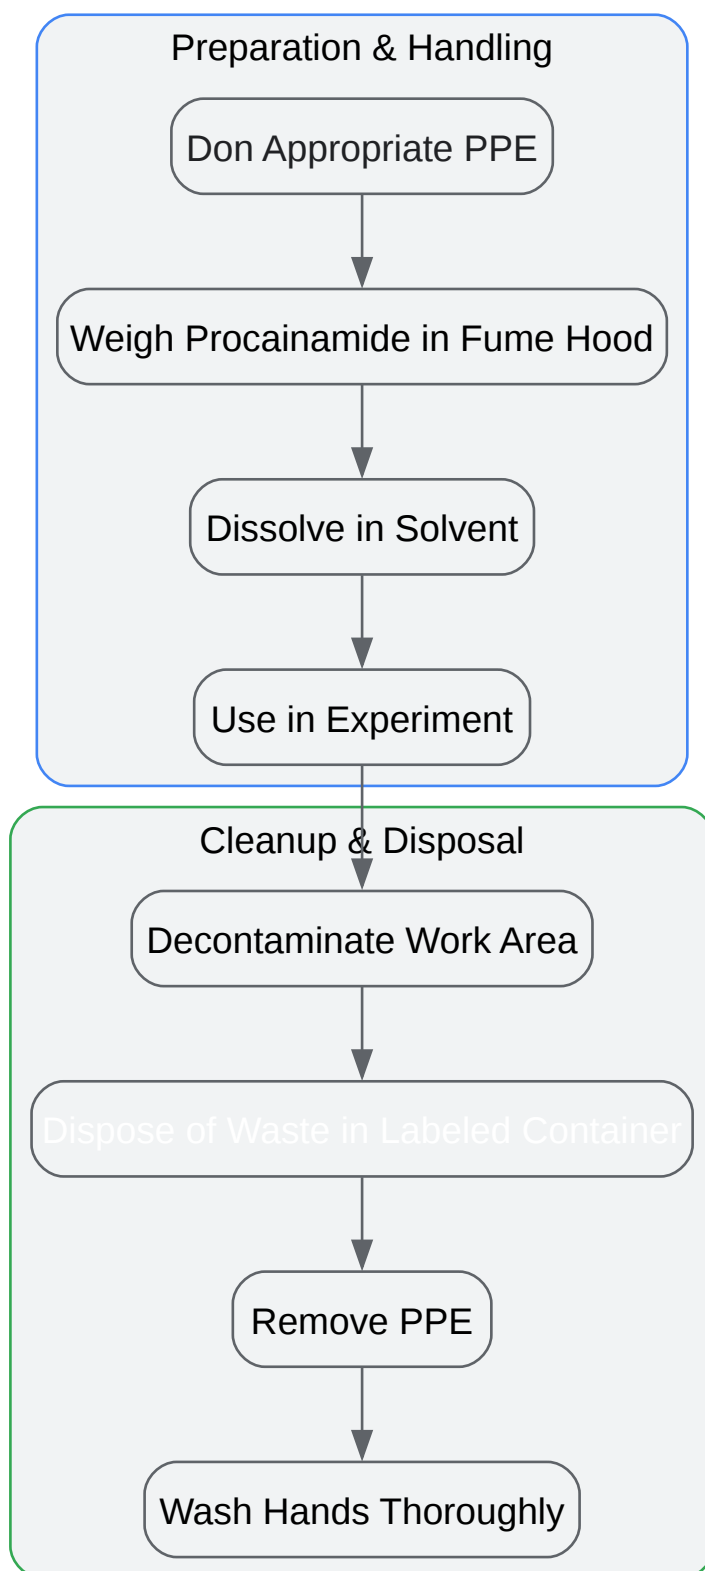 Preparation & Handling
Don Appropriate PPE
Weigh Procainamide in Fume Hood
Dissolve in Solvent
Use in Experiment
Cleanup & Disposal
Decontaminate Work Area
Dispose of Waste in Labeled Container
Remove PPE
Wash Hands Thoroughly